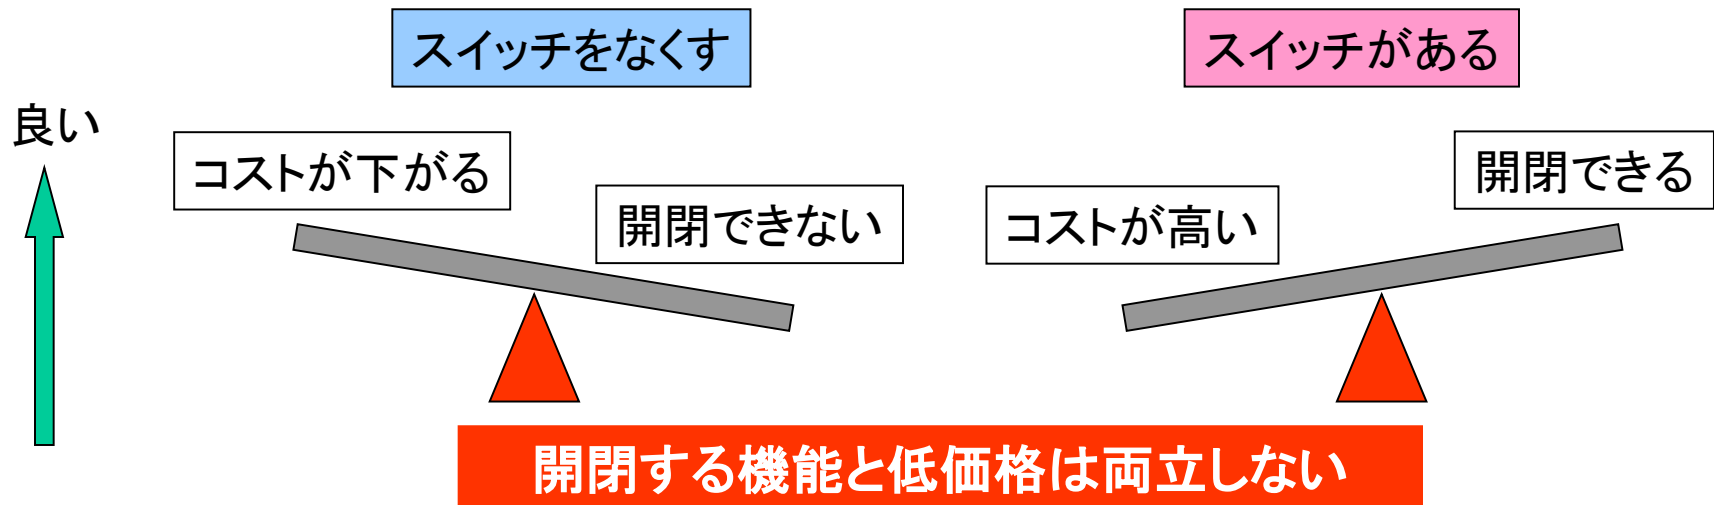 スイッチをなくす
スイッチがある
良い
コストが下がる
開閉できない
コストが高い
開閉できる
開閉する機能と低価格は両立しない